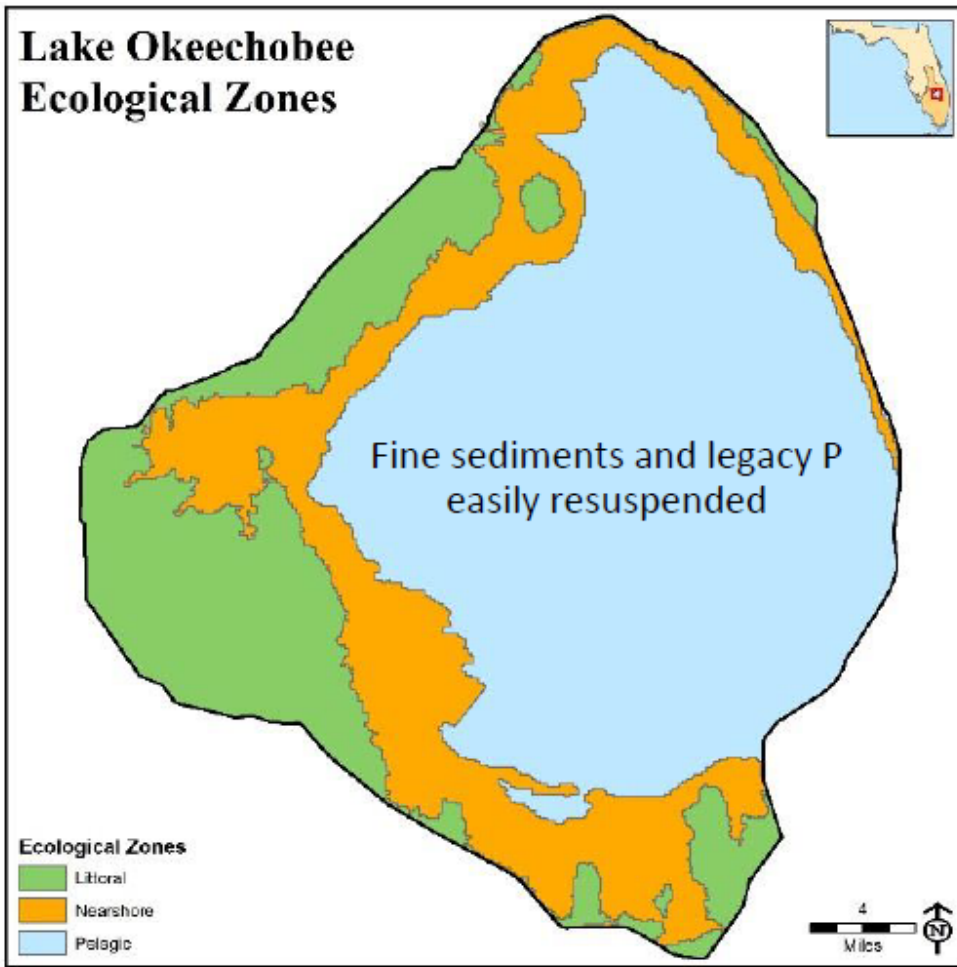 Lake Okeechobee
Ecological Zones
Fine sediments and legacy P
easily resuspended
Ecological Zones
Littoral
Nearshore
Pelagic
4
Miles
N